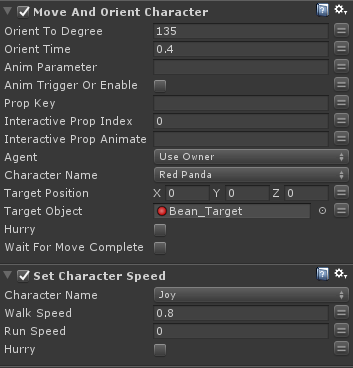 Move And Orient Character
Orient To Degree 135
Orient Time 0.4
Anim Parameter
Anim Trigger Or Enable
Prop Key
Interactive Prop Index 0
Interactive Prop Animate
Agent Use Owner
Character Name Red Panda
Target Position X 0 Y 0 Z 0
Target Object Bean_Target
Hurry
Wait For Move Complete
Set Character Speed
Character Name Joy
Walk Speed 0.8
Run Speed 0
Hurry